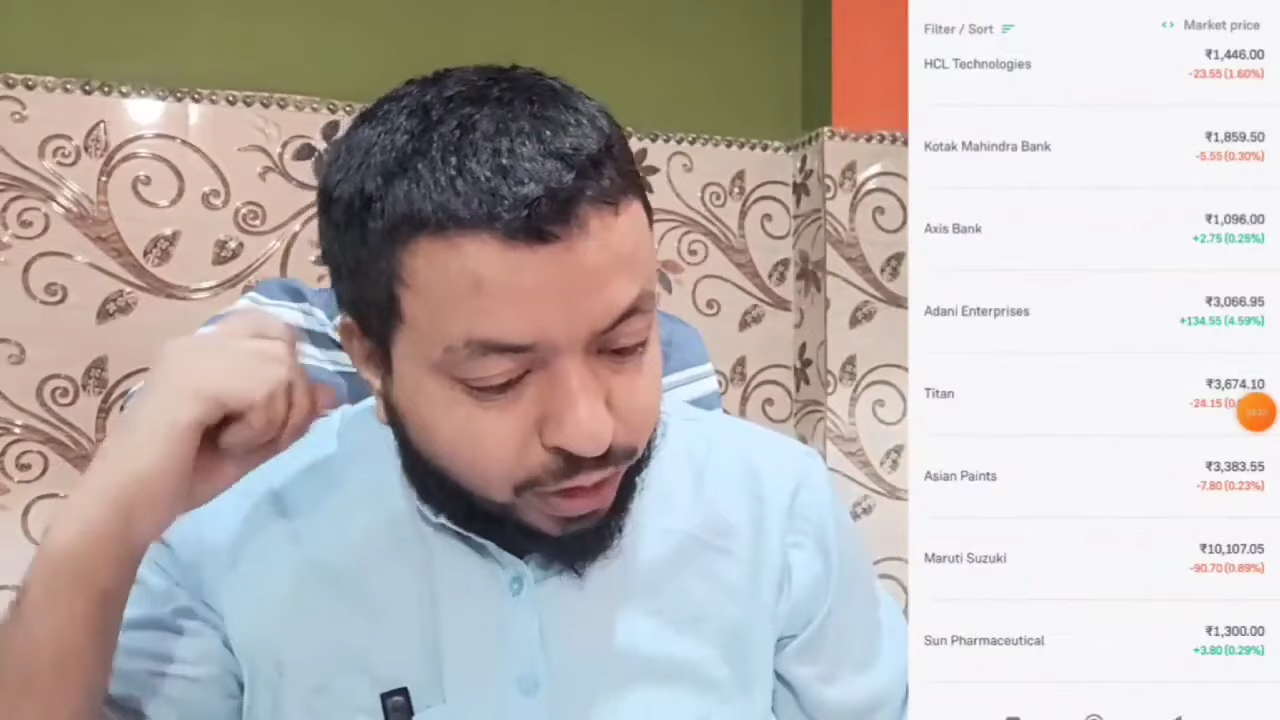 Filter / Sort
Market price
HCL Technologies
₹1,446.00
-23.55 (1.60%)
Kotak Mahindra Bank
₹1,859.50
-5.55 (0.30%)
Axis Bank
₹1,096.00
+2.75 (0.25%)
Adani Enterprises
₹3,066.95
+134.55 (4.59%)
Titan
₹3,674.10
-24.15 (0.
Asian Paints
₹3,383.55
-7.80 (0.23%)
Maruti Suzuki
₹10,107.05
-90.70 (0.89%)
Sun Pharmaceutical
₹1,300.00
+3.80 (0.29%)